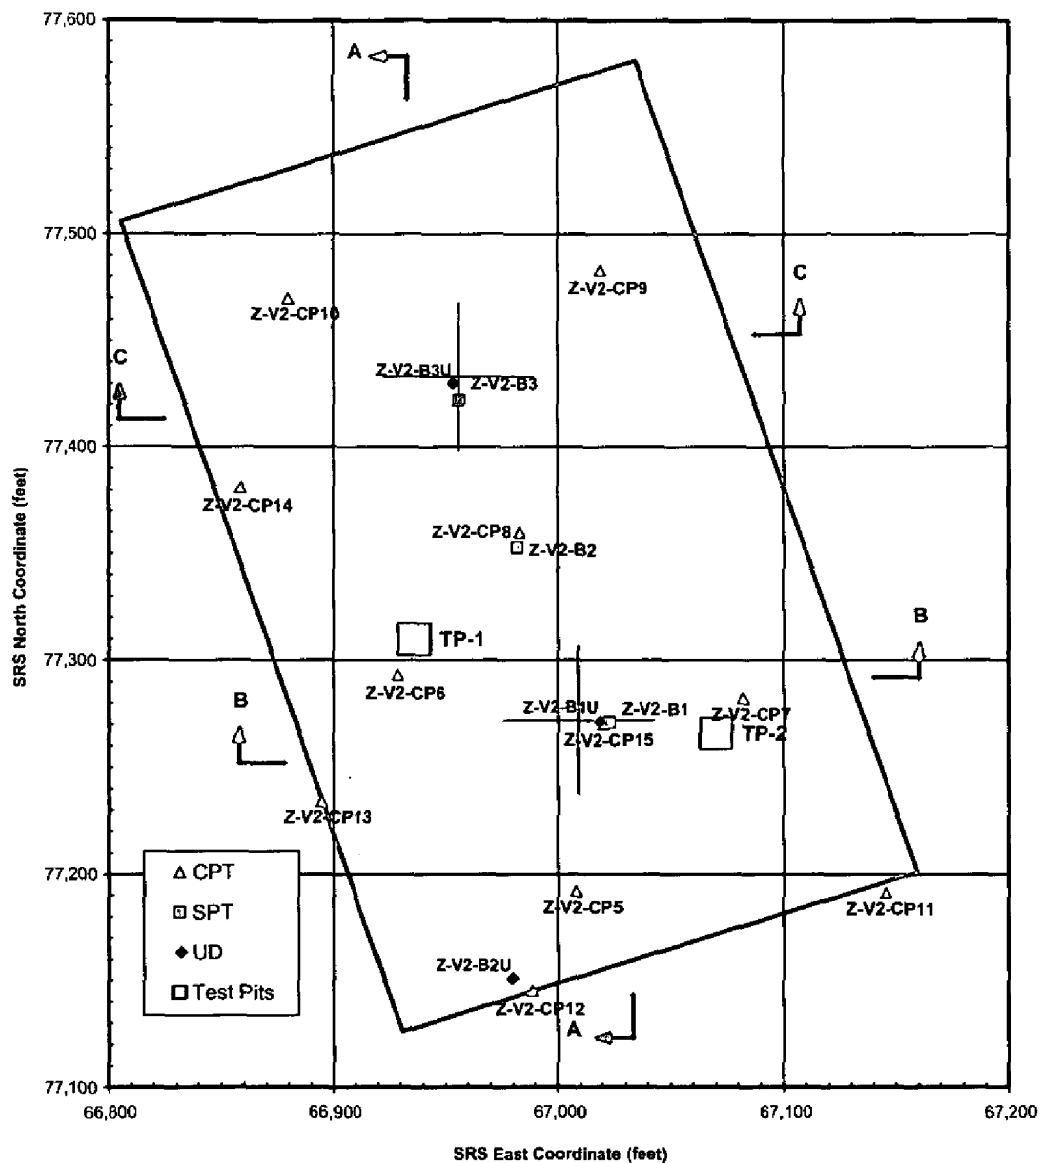 77,600
A
77,500
C
Z-V2-CP9
Z-V2-CP10
C
Z-V2-B3U
Z-V2-B3
77,400
Z-V2-CP14
Z-V2-CP8
Z-V2-B2
SRS North Coordinate (feet)
TP-1
B
77,300
Z-V2-CP6
B
Z-V2-B1U
Z-V2-B1
Z-V2-CP7
Z-V2-CP15
TP-2
Z-V2-CP13
CPT
SPT
UD
Test Pits
77,200
Z-V2-CP5
Z-V2-CP11
Z-V2-B2U
Z-V2-CP12
A
77,100
66,800
66,900
67,000
67,100
67,200
SRS East Coordinate (feet)